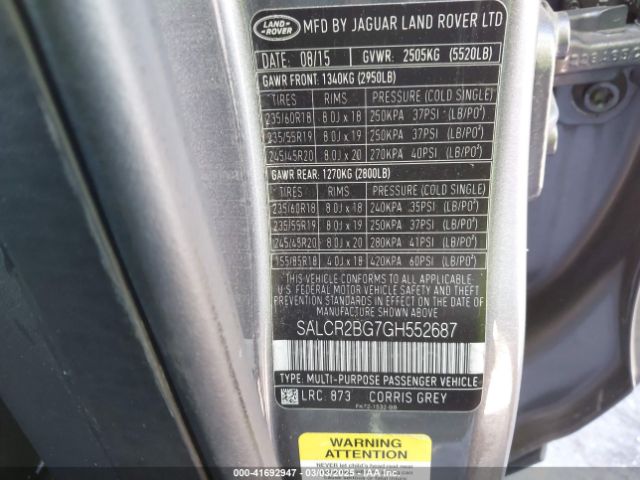 LAND ROVER
MFD BY JAGUAR LAND ROVER LTD
DATE: 08/15 GVWR: 2505KG (5520LB)
GAWR FRONT: 1340KG (2950LB)
TIRES RIMS PRESSURE (COLD SINGLE)
235/60R18 8.0J x 18 250KPA 37PSI (LB/PO²)
235/55R19 8.0J x 19 250KPA 37PSI (LB/PO²)
245/45R20 8.0J x 20 270KPA 40PSI (LB/PO²)
GAWR REAR: 1270KG (2800LB)
TIRES RIMS PRESSURE (COLD SINGLE)
235/60R18 8.0J x 18 240KPA 35PSI (LB/PO²)
235/55R19 8.0J x 19 250KPA 37PSI (LB/PO²)
245/45R20 8.0J x 20 280KPA 41PSI (LB/PO²)
155/85R18 4.0J x 18 420KPA 60PSI (LB/PO²)
THIS VEHICLE CONFORMS TO ALL APPLICABLE
U.S. FEDERAL MOTOR VEHICLE SAFETY AND THEFT
PREVENTION STANDARDS IN EFFECT ON THE DATE OF
MANUFACTURE SHOWN ABOVE.
SALCR2BG7GH552687
TYPE: MULTI-PURPOSE PASSENGER VEHICLE
LRC: 873 CORRIS GREY
WARNING
ATTENTION
NEVER install a
000-41692947 - 03/03/2025 -